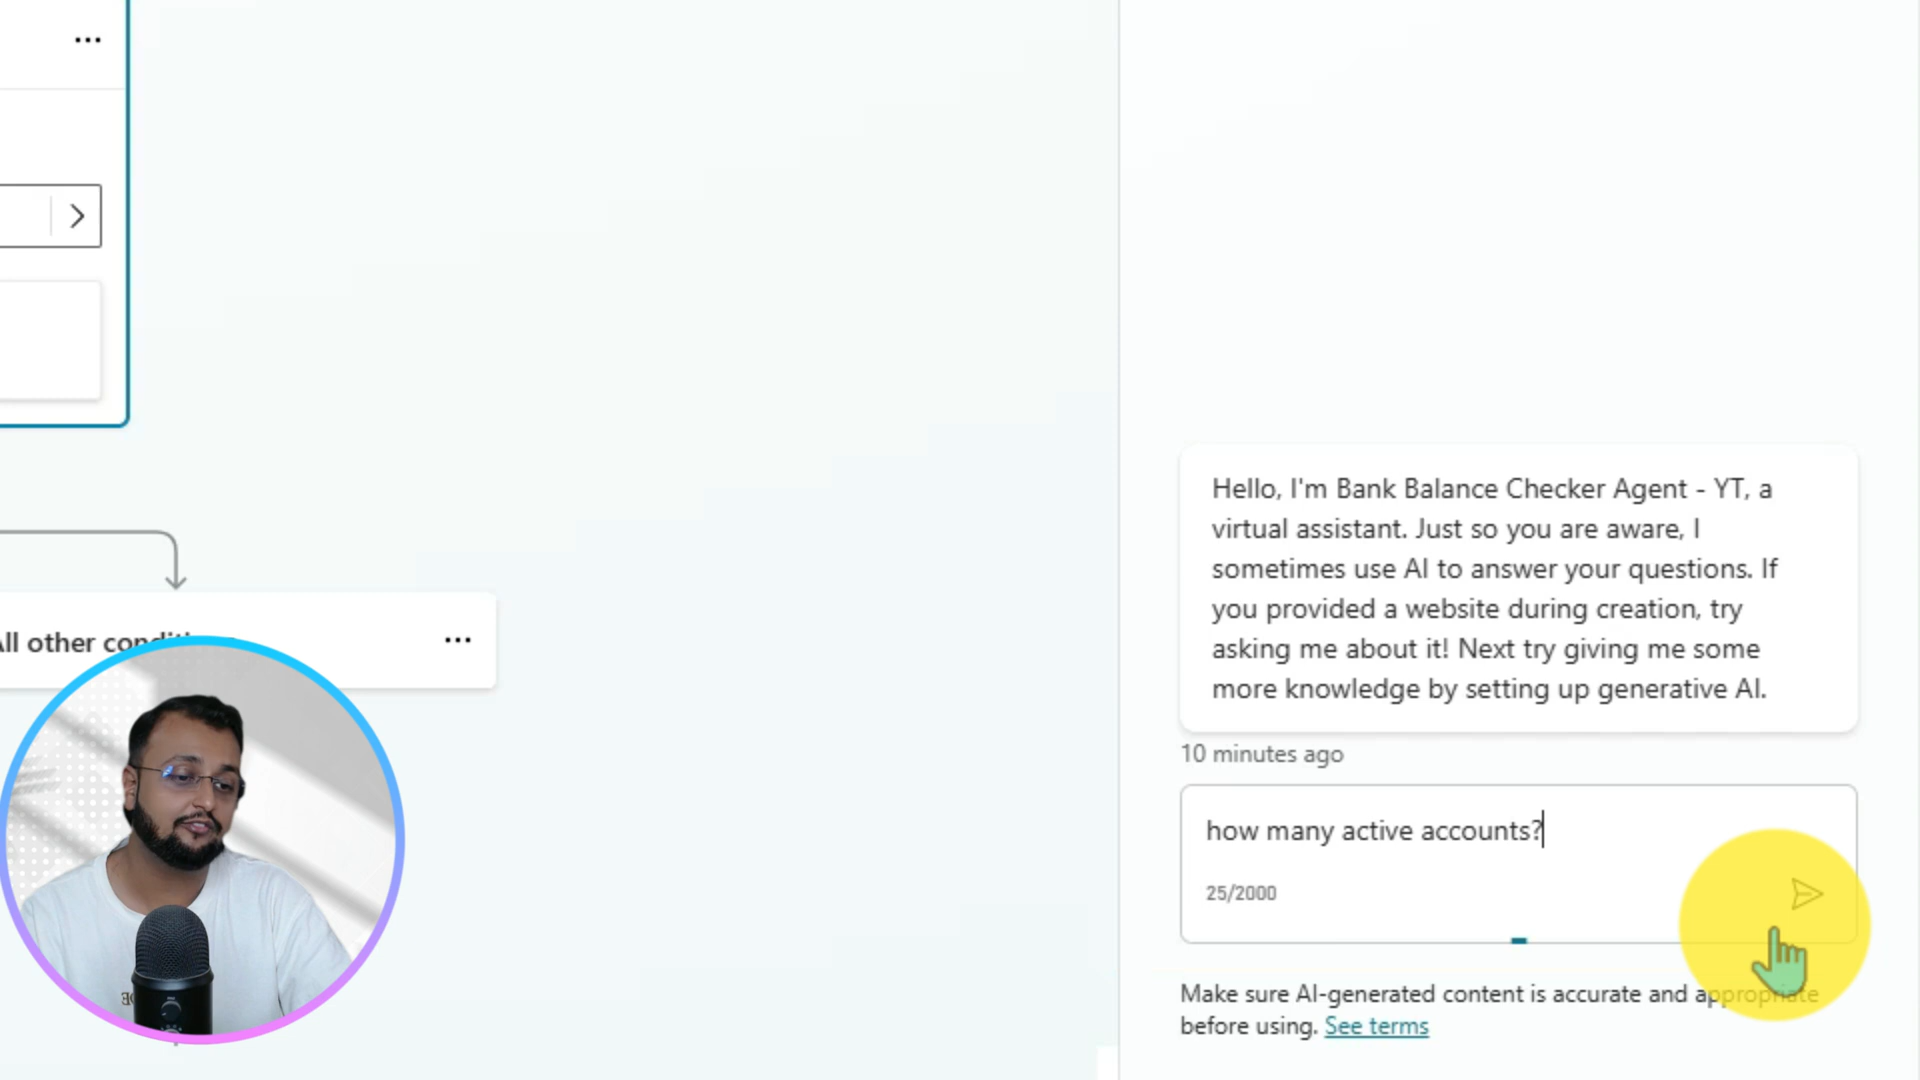 Hello, I'm Bank Balance Checker Agent - YT, a
virtual assistant. Just so you are aware, I
sometimes use AI to answer your questions. If
you provided a website during creation, try
asking me about it! Next try giving me some
more knowledge by setting up generative AI.
10 minutes ago
All other
how many active accounts?
25/2000
Make sure AI-generated content is accurate and appropriate
before using. See terms